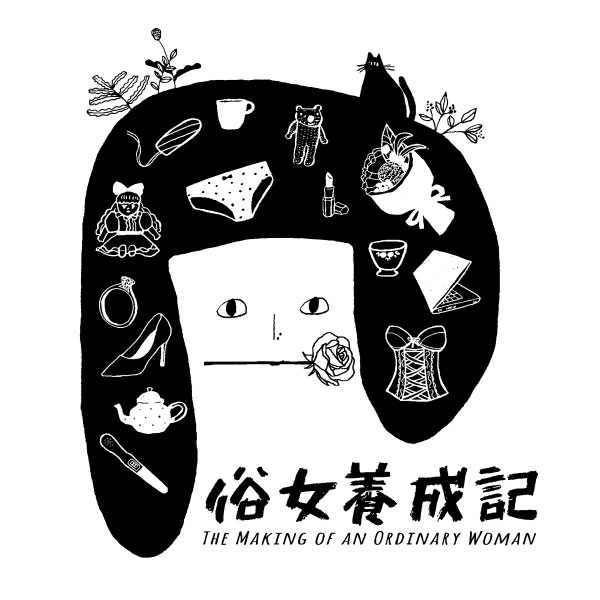 俗女養成記
THE MAKING OF AN ORDINARY WOMAN